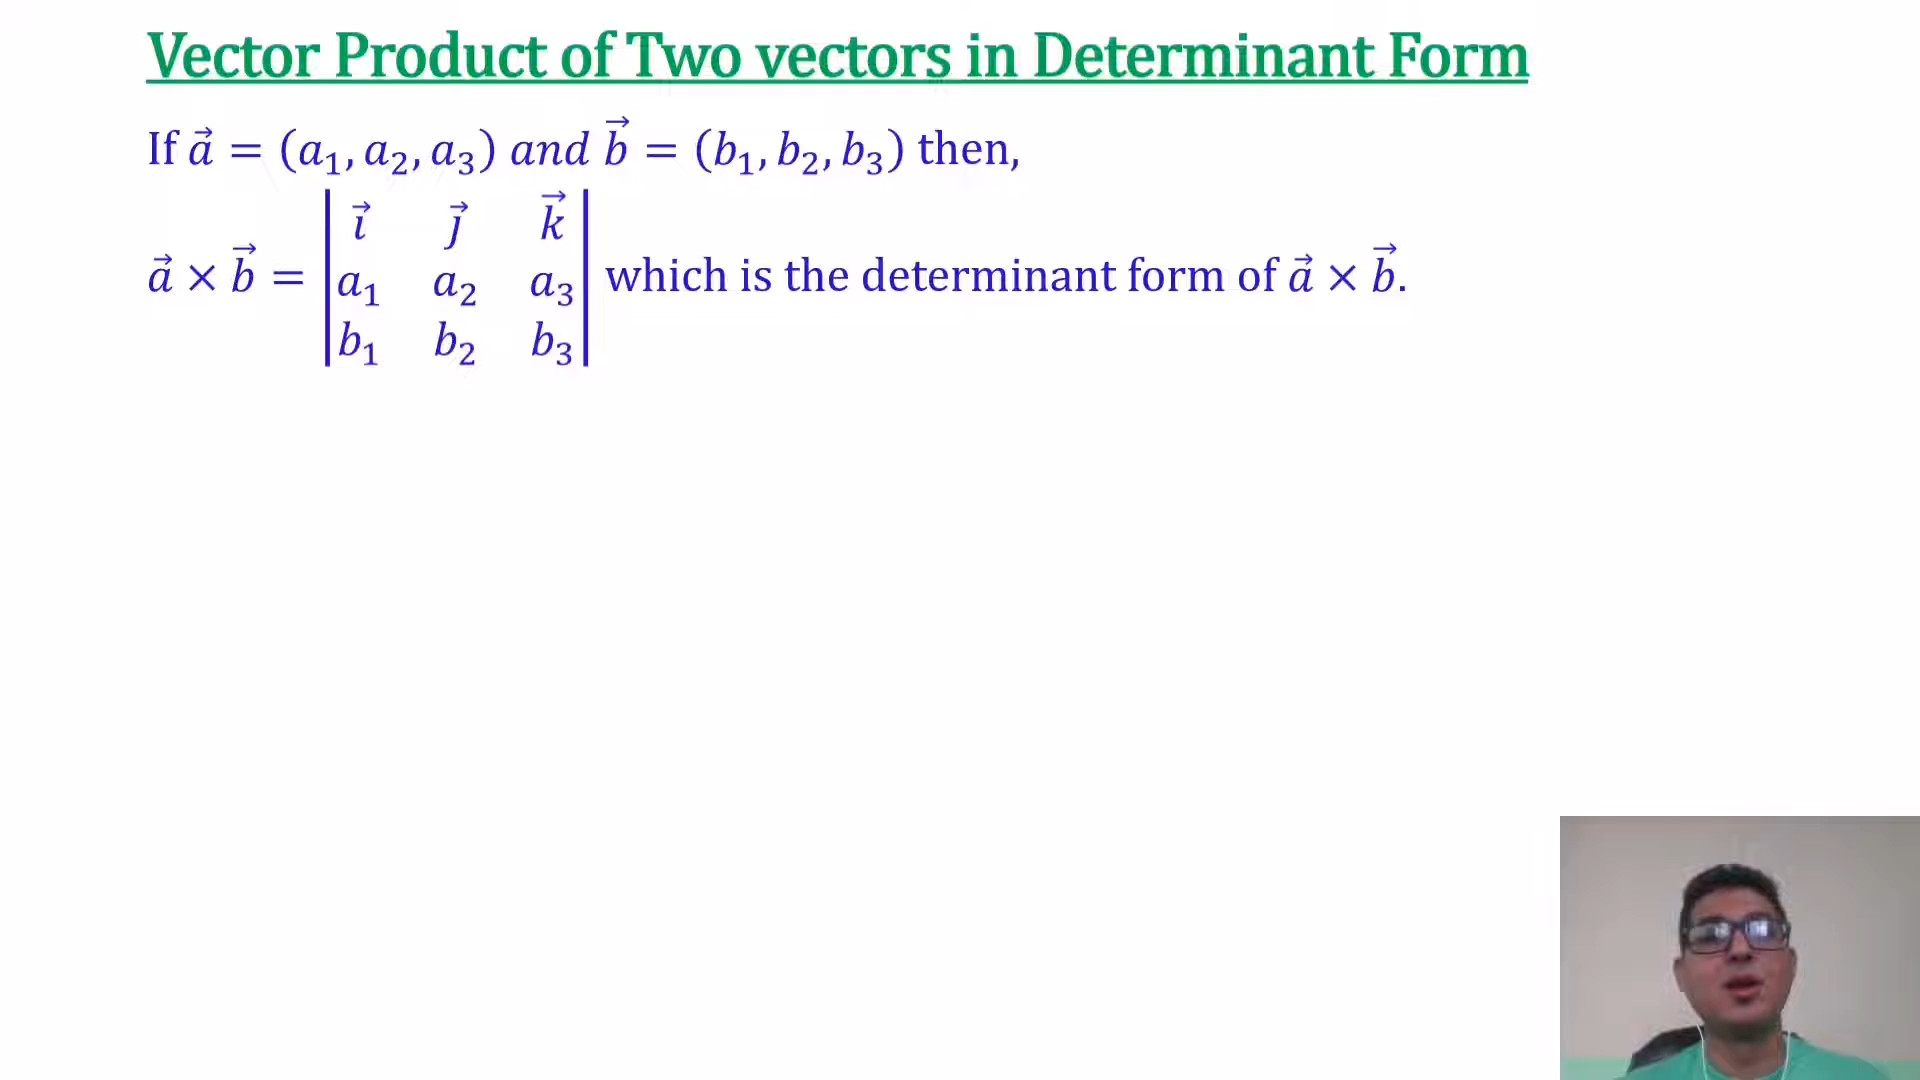 Vector Product of Two vectors in Determinant Form
If a⃗ = (a₁, a₂, a₃) and b⃗ = (b₁, b₂, b₃) then,
a⃗ × b⃗ = | i⃗ j⃗ k⃗ | which is the determinant form of a⃗ × b⃗.
| a₁ a₂ a₃ |
| b₁ b₂ b₃ |